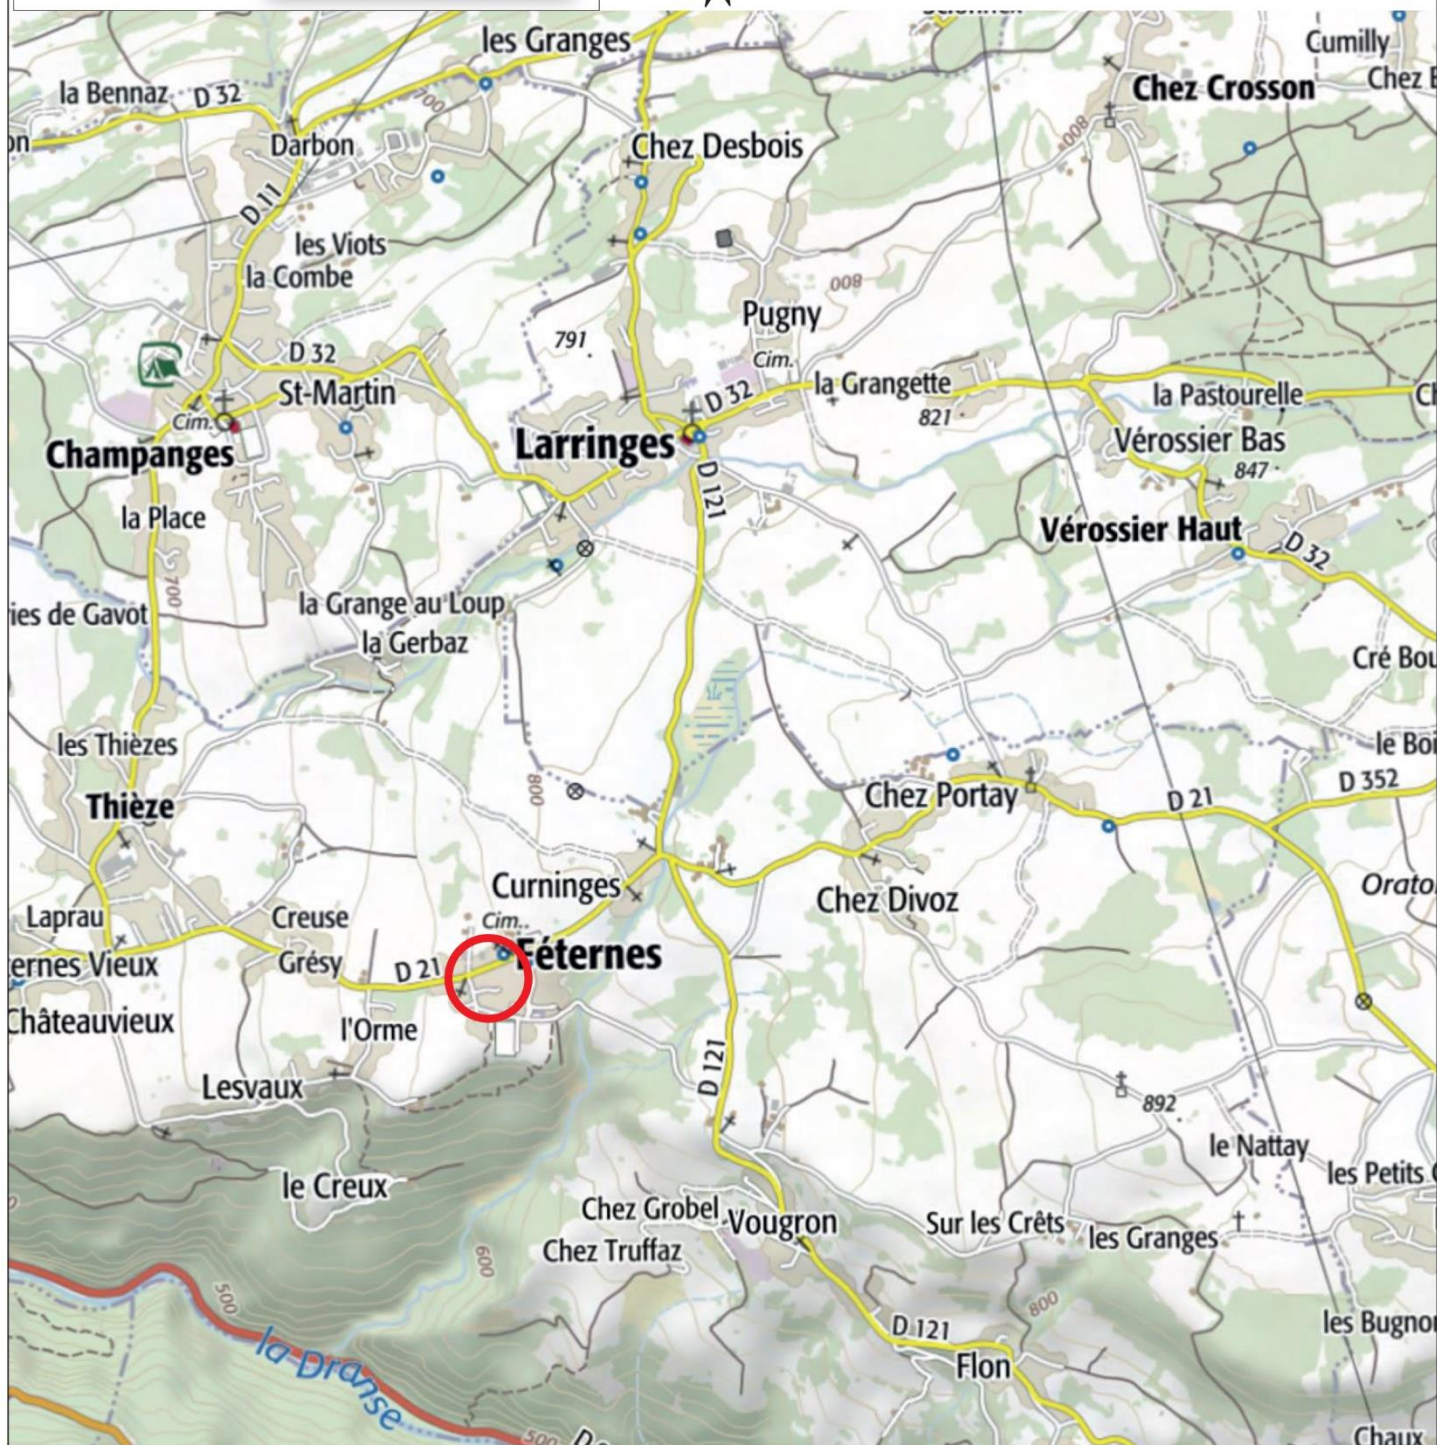 les Granges
Cumilly
la Bennaz
D 32
700
Chez Crosson
Chez
Darbon
Chez Desbois
800
D 11
les Viots
la Combe
800
Pugny
791
D 32
Cim.
St-Martin
D 32
la Grangette
la Pastourelle
Cim.
821
Champanges
Larringes
Vérossier Bas
847
D 121
la Place
Vérossier Haut
D 32
700
ies de Gavot
la Grange au Loup
la Gerbaz
Cré Bou
les Thièzes
le Boi
800
D 352
Thièze
Chez Portay
D 21
Curninges
Orato
Chez Divoz
Laprau
Creuse
Cim.
ernes Vieux
Grésy
D 21
Féternes
Châteauvieux
l'Orme
D 121
Lesvaux
892
le Nattay
les Petits
le Creux
Chez Grobel
Vougron
Sur les Crêts
les Granges
Chez Truffaz
600
500
800
les Bugno
la Dranse
D 121
Flon
500
Chaux